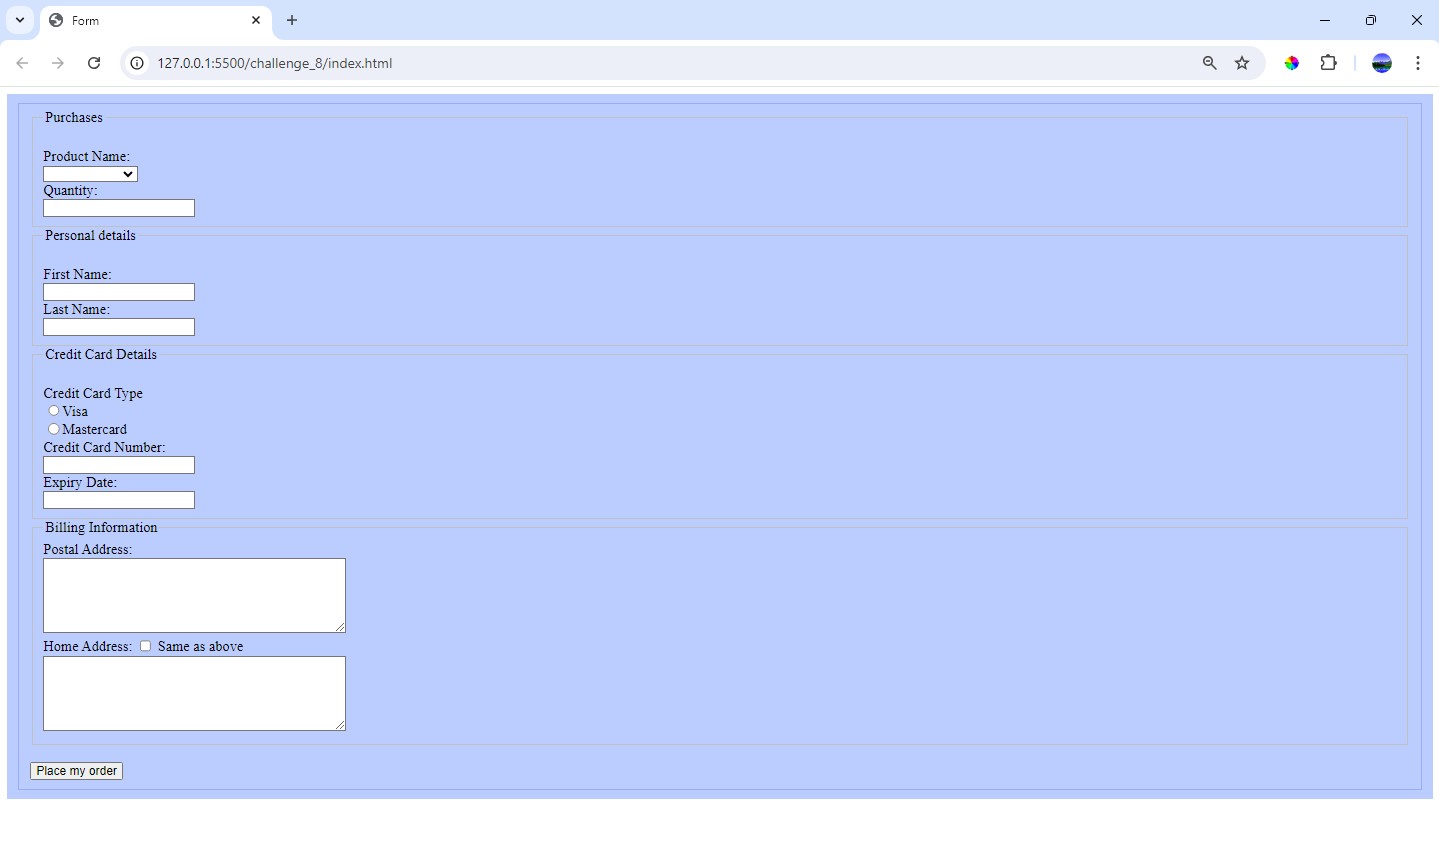 Form
127.0.0.1:5500/challenge_8/index.html
Purchases
Product Name:
Quantity:
Personal details
First Name:
Last Name:
Credit Card Details
Credit Card Type
Visa
Mastercard
Credit Card Number:
Expiry Date:
Billing Information
Postal Address:
Home Address: Same as above
Place my order